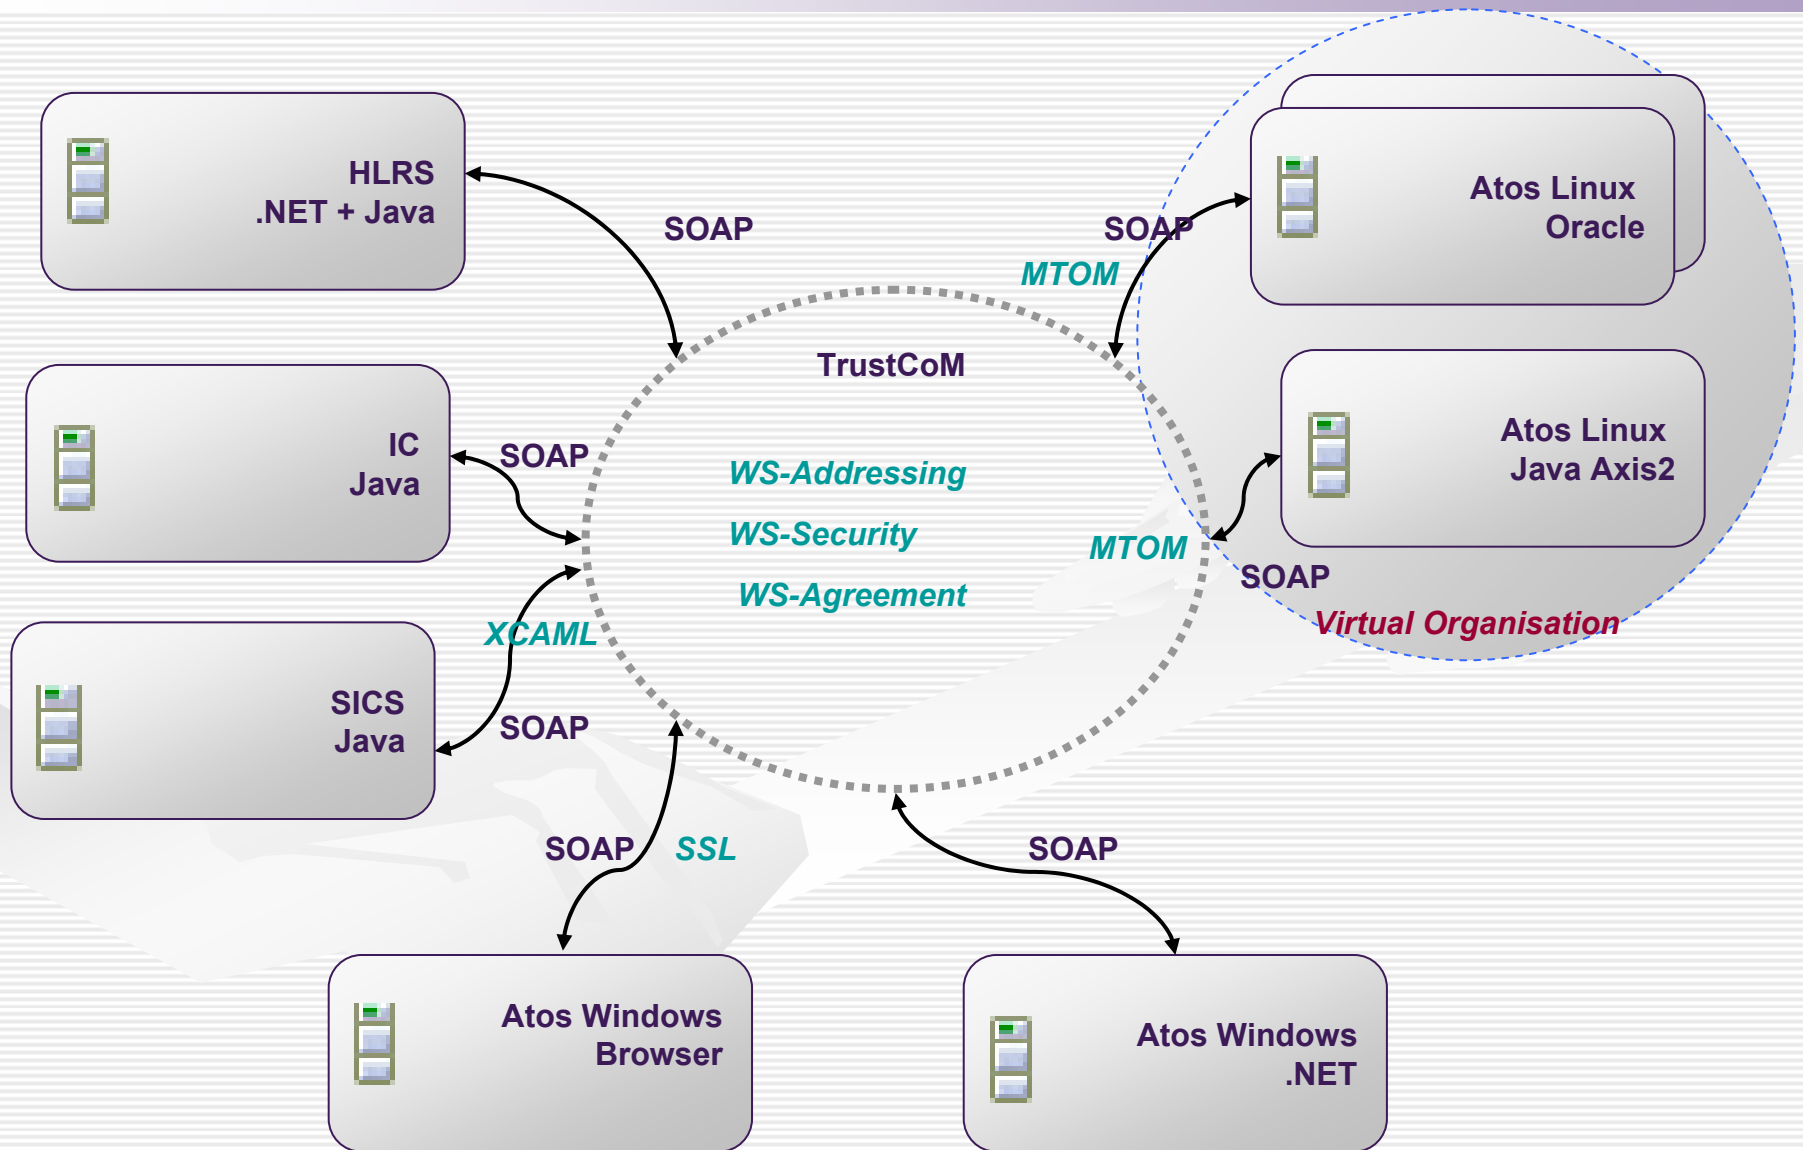 HLRS
.NET + Java
SOAP
SOAP
MTOM
Atos Linux
Oracle
TrustCoM
IC
Java
SOAP
WS-Addressing
WS-Security
WS-Agreement
MTOM
Atos Linux
Java Axis2
SOAP
Virtual Organisation
XCAML
SICS
Java
SOAP
SOAP
SSL
SOAP
Atos Windows
Browser
Atos Windows
.NET